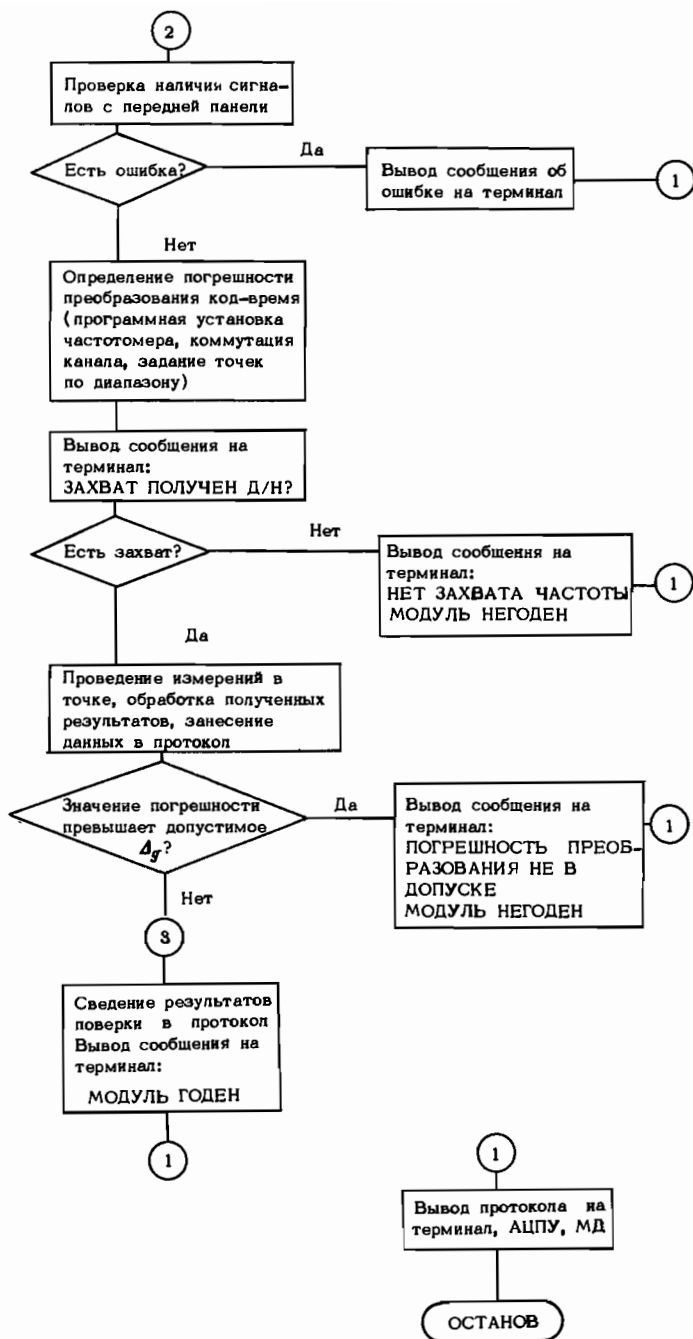 2
Проверка наличии сигна-
лов с передней панели
Есть ошибка?
Да
Вывод сообщения об
ошибке на терминал
1
Нет
Определение погрешности
преобразования код-время
(программная установка
частотомера, коммутация
канала, задание точек
по диапазону)
Вывод сообщения на
терминал:
ЗАХВАТ ПОЛУЧЕН Д/Н?
Есть захват?
Нет
Вывод сообщения на
терминал:
НЕТ ЗАХВАТА ЧАСТОТЫ
МОДУЛЬ НЕГОДЕН
1
Да
Проведение измерений в
точке, обработка полученных
результатов, занесение
данных в протокол
Значение погрешности
превышает допустимое
Δg?
Да
Вывод сообщения на
терминал:
ПОГРЕШНОСТЬ ПРЕОБ-
РАЗОВАНИЯ НЕ В
ДОПУСКЕ
МОДУЛЬ НЕГОДЕН
1
Нет
3
Сведение результатов
поверки в протокол
Вывод сообщения на
терминал:
МОДУЛЬ ГОДЕН
1
1
Вывод протокола на
терминал, АЦПУ, МД
ОСТАНОВ